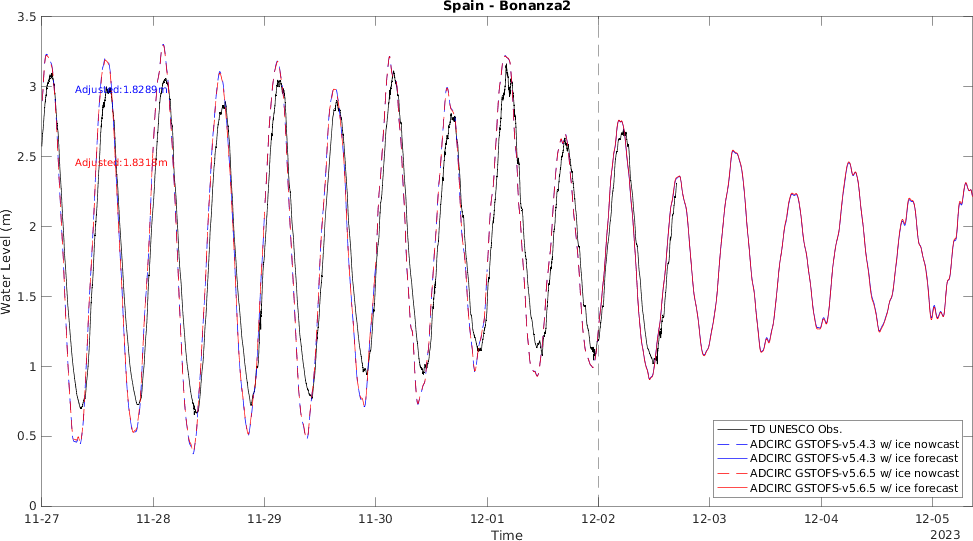 Spain - Bonanza2
3.5
3
2.5
2
1.5
1
0.5
0
Water Level (m)
Adjusted:1.8289m
Adjusted:1.8318m
TD UNESCO Obs.
ADCIRC GSTOFS-v5.4.3 w/ ice nowcast
ADCIRC GSTOFS-v5.4.3 w/ ice forecast
ADCIRC GSTOFS-v5.6.5 w/ ice nowcast
ADCIRC GSTOFS-v5.6.5 w/ ice forecast
11-27 11-28 11-29 11-30 12-01 12-02 12-03 12-04 12-05
Time
2023